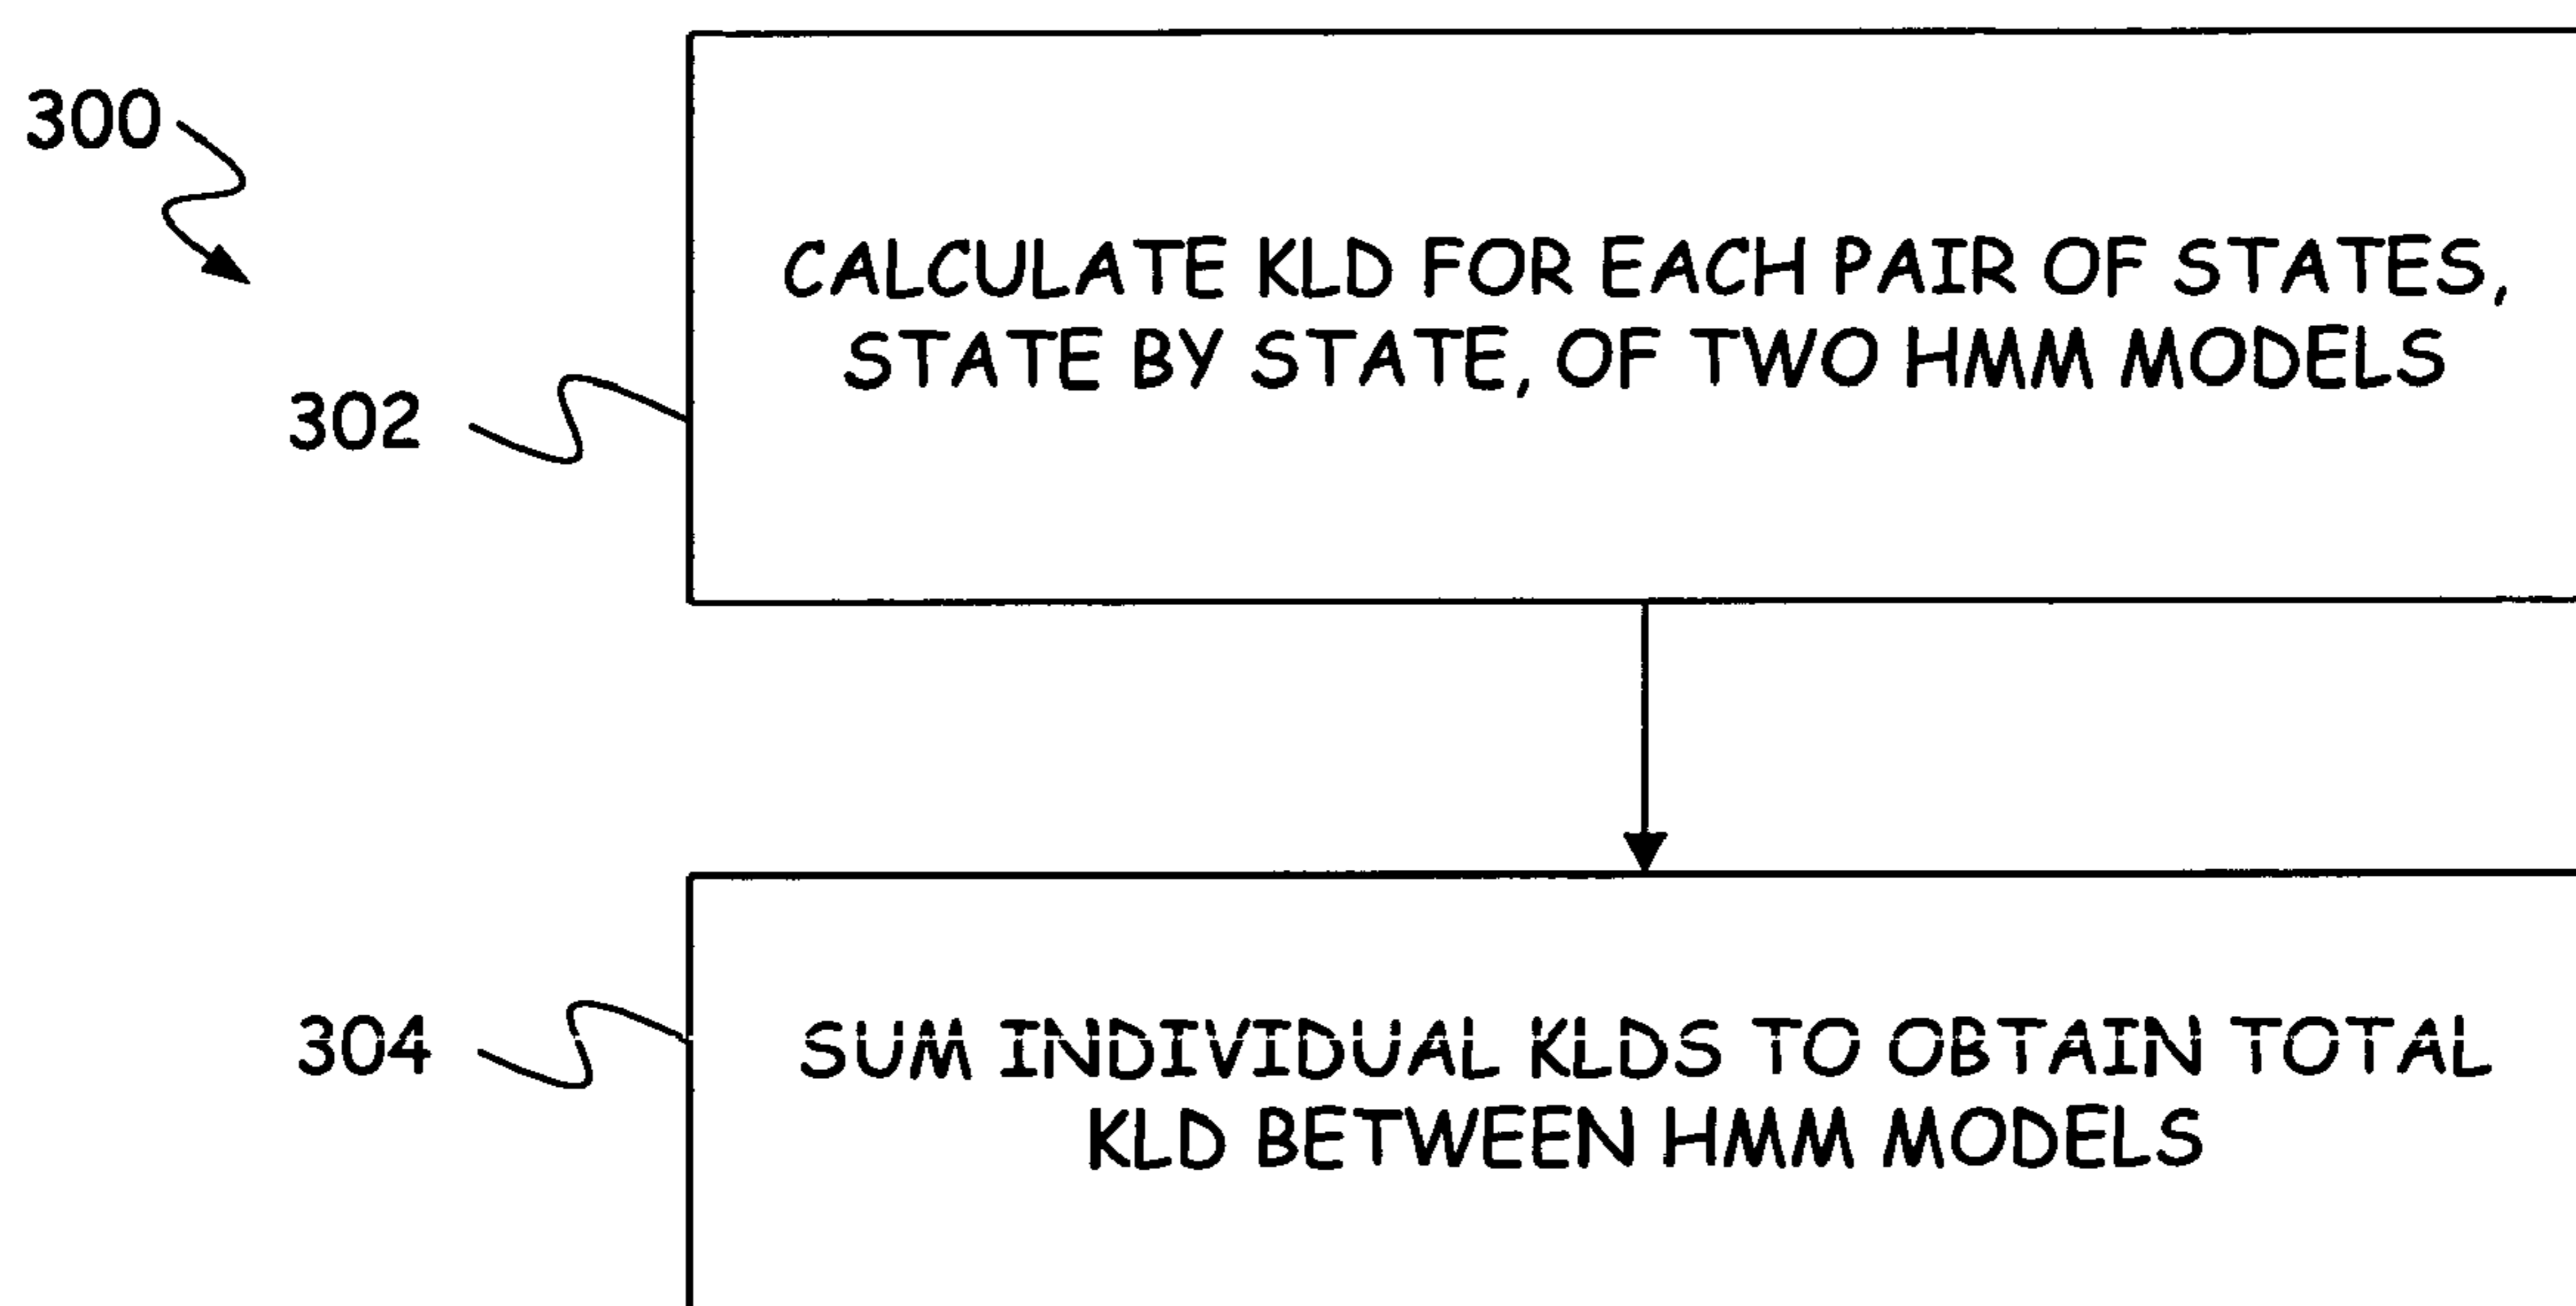 300
CALCULATE KLD FOR EACH PAIR OF STATES,
STATE BY STATE, OF TWO HMM MODELS
302
304
SUM INDIVIDUAL KLDS TO OBTAIN TOTAL
KLD BETWEEN HMM MODELS